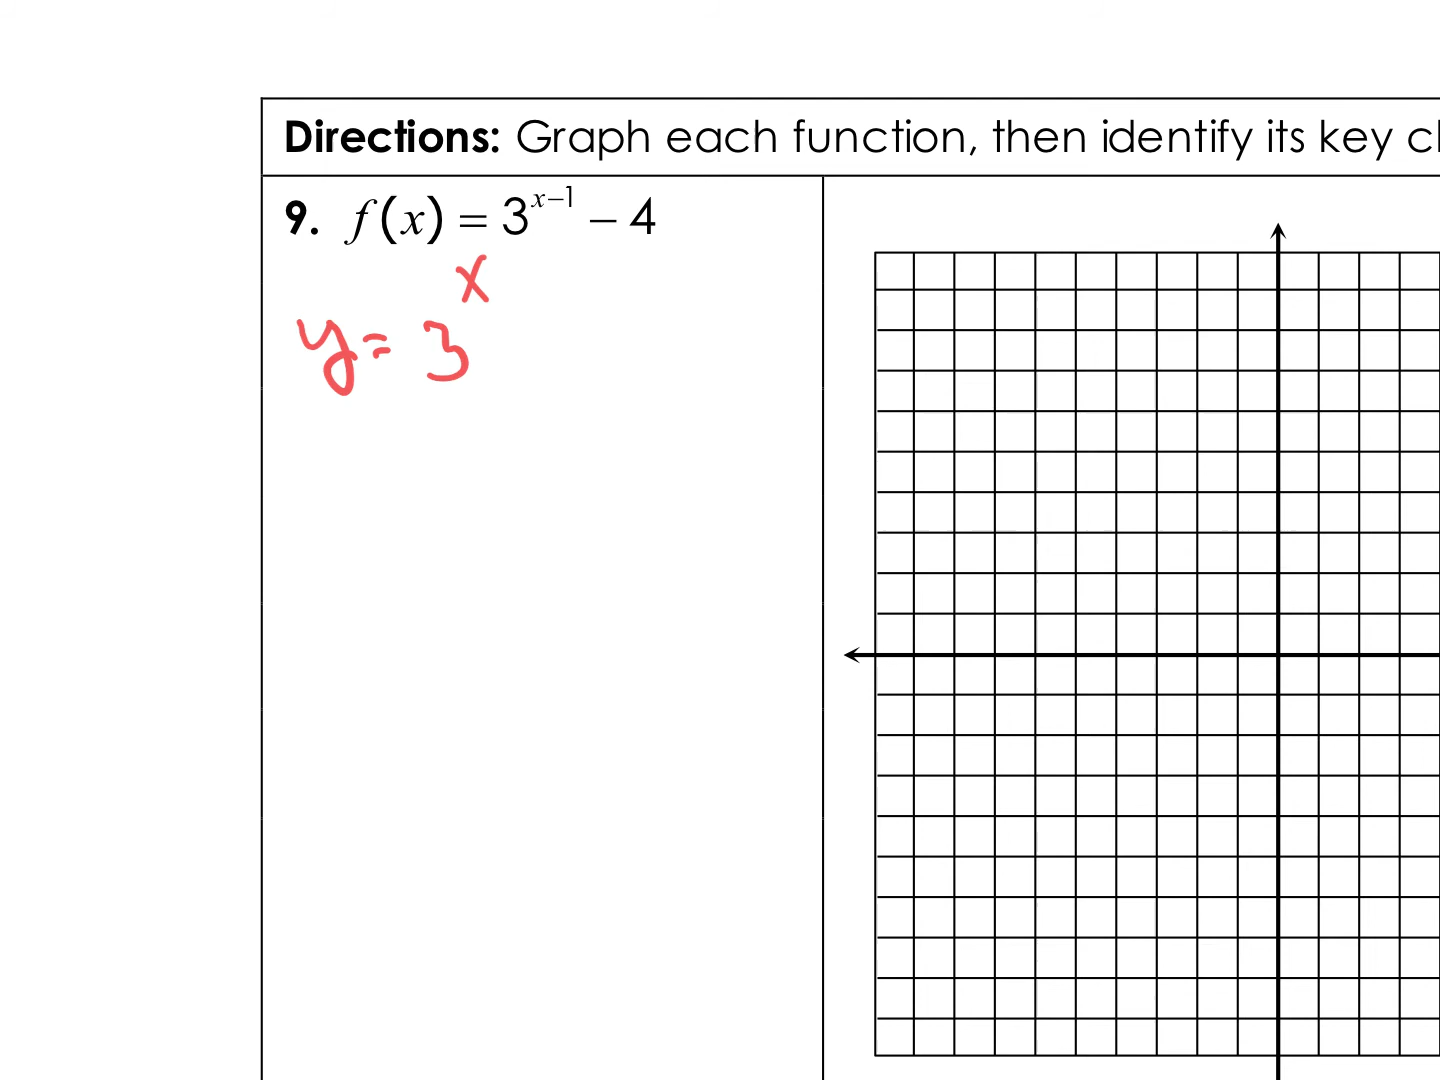 Directions: Graph each function, then identify its key c
9. f(x) = 3^{x-1} - 4
y = 3^x